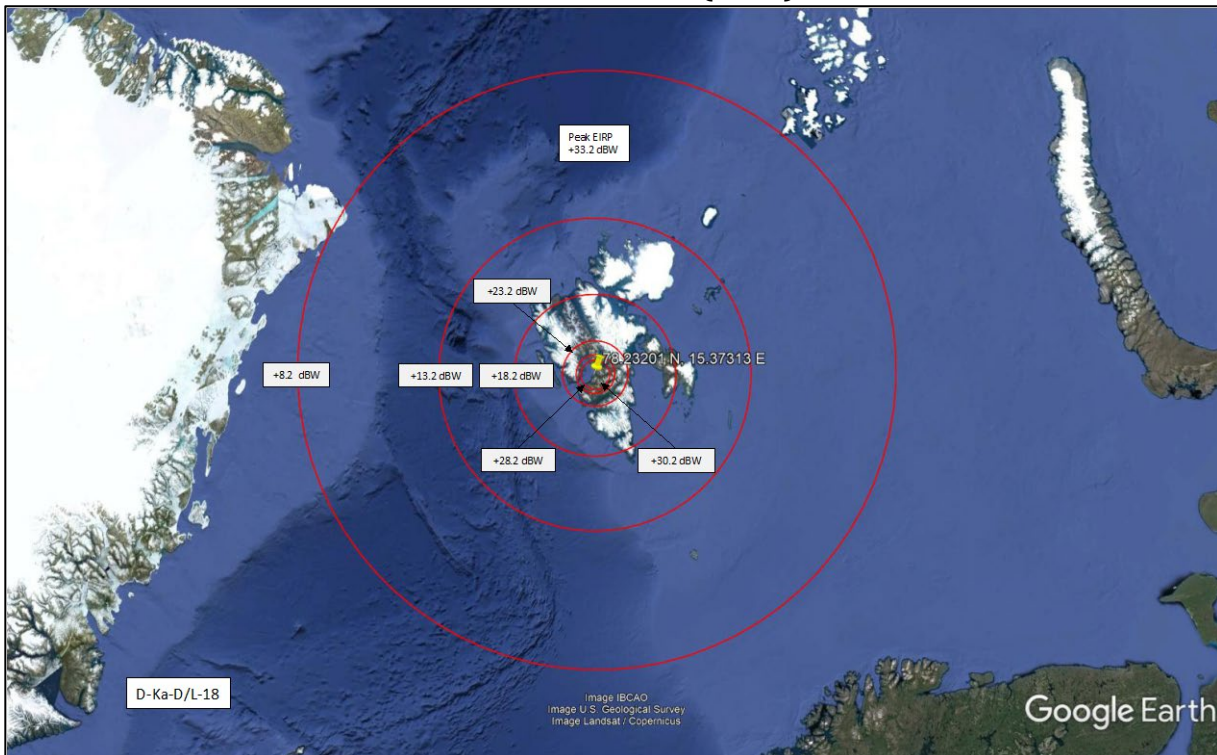 Peak EIRP
+33.2 dBW
+23.2 dBW
78.23201 N, 15.37313 E
+8.2 dBW
+13.2 dBW
+18.2 dBW
+28.2 dBW
+30.2 dBW
D-Ka-D/L-18
Image IBCAO
Image U.S. Geological Survey
Image Landsat / Copernicus
Google Earth